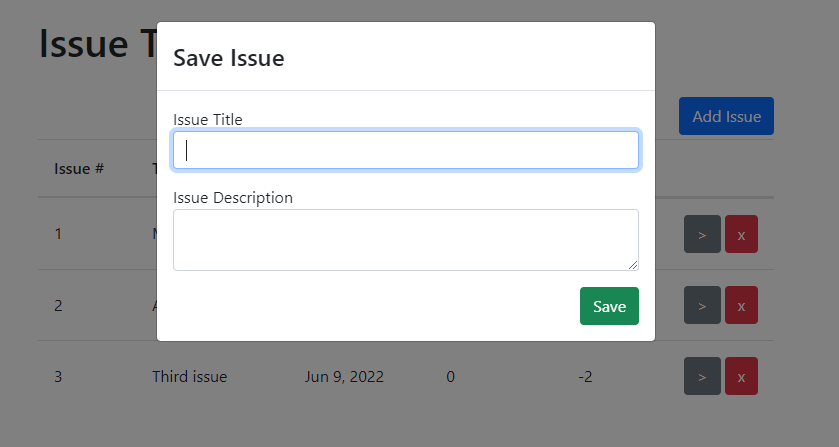 Issue
Save Issue
Issue Title
Add Issue
Issue #
Issue Description
1
> x
2
> x
Save
3 Third issue Jun 9, 2022 0 -2 > x